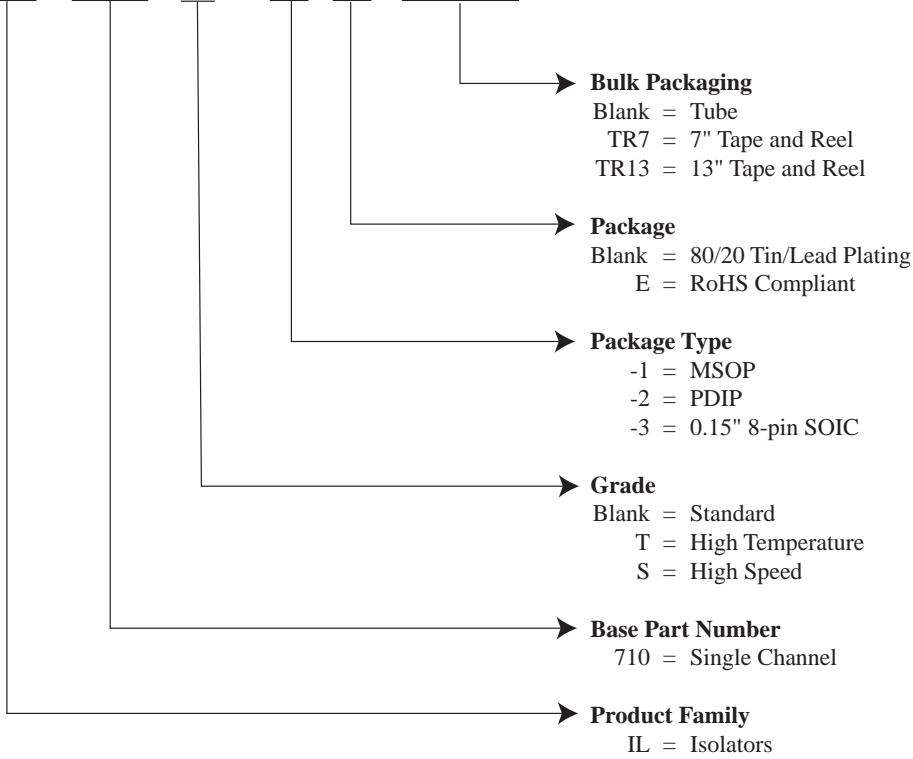 Bulk Packaging
Blank = Tube
TR7 = 7" Tape and Reel
TR13 = 13" Tape and Reel
Package
Blank = 80/20 Tin/Lead Plating
E = RoHS Compliant
Package Type
-1 = MSOP
-2 = PDIP
-3 = 0.15" 8-pin SOIC
Grade
Blank = Standard
T = High Temperature
S = High Speed
Base Part Number
710 = Single Channel
Product Family
IL = Isolators